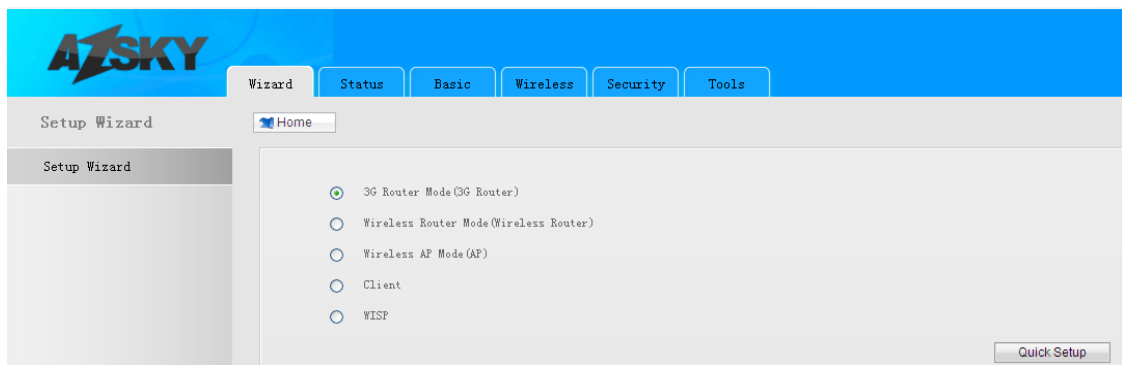 AZSKY
Wizard Status Basic Wireless Security Tools
Setup Wizard
Home
Setup Wizard
3G Router Mode(3G Router)
Wireless Router Mode(Wireless Router)
Wireless AP Mode(AP)
Client
WISP
Quick Setup